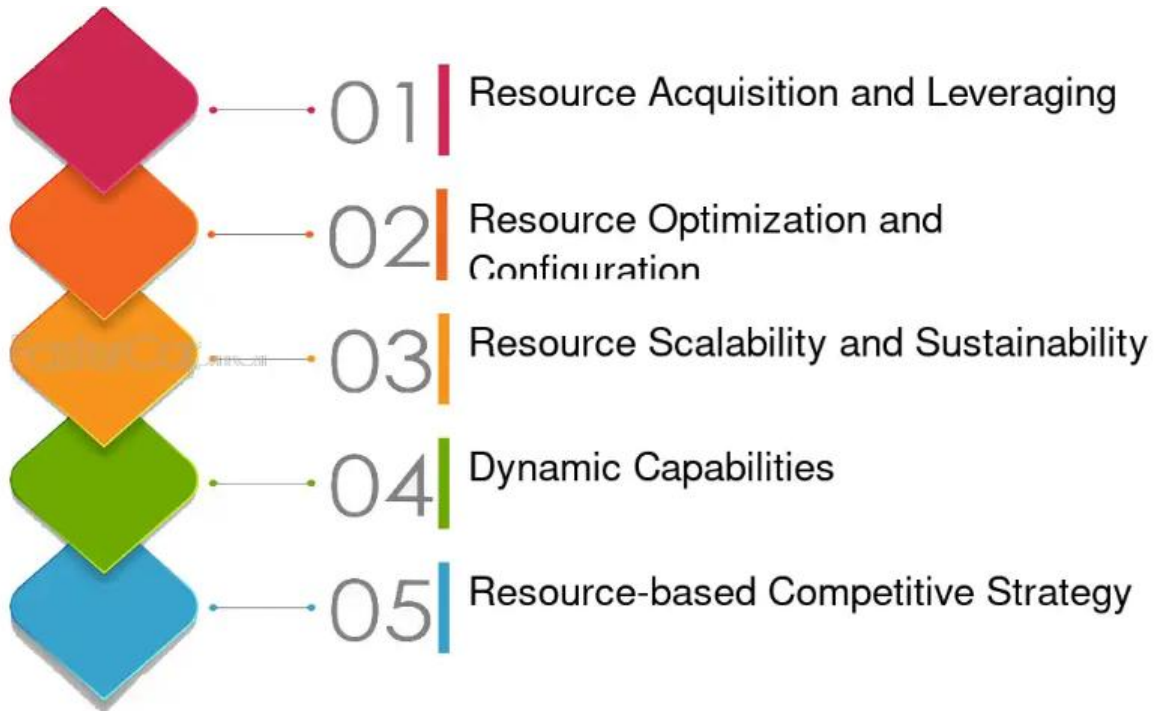 01
Resource Acquisition and Leveraging
02
Resource Optimization and
Configuration
03
Resource Scalability and Sustainability
04
Dynamic Capabilities
05
Resource-based Competitive Strategy